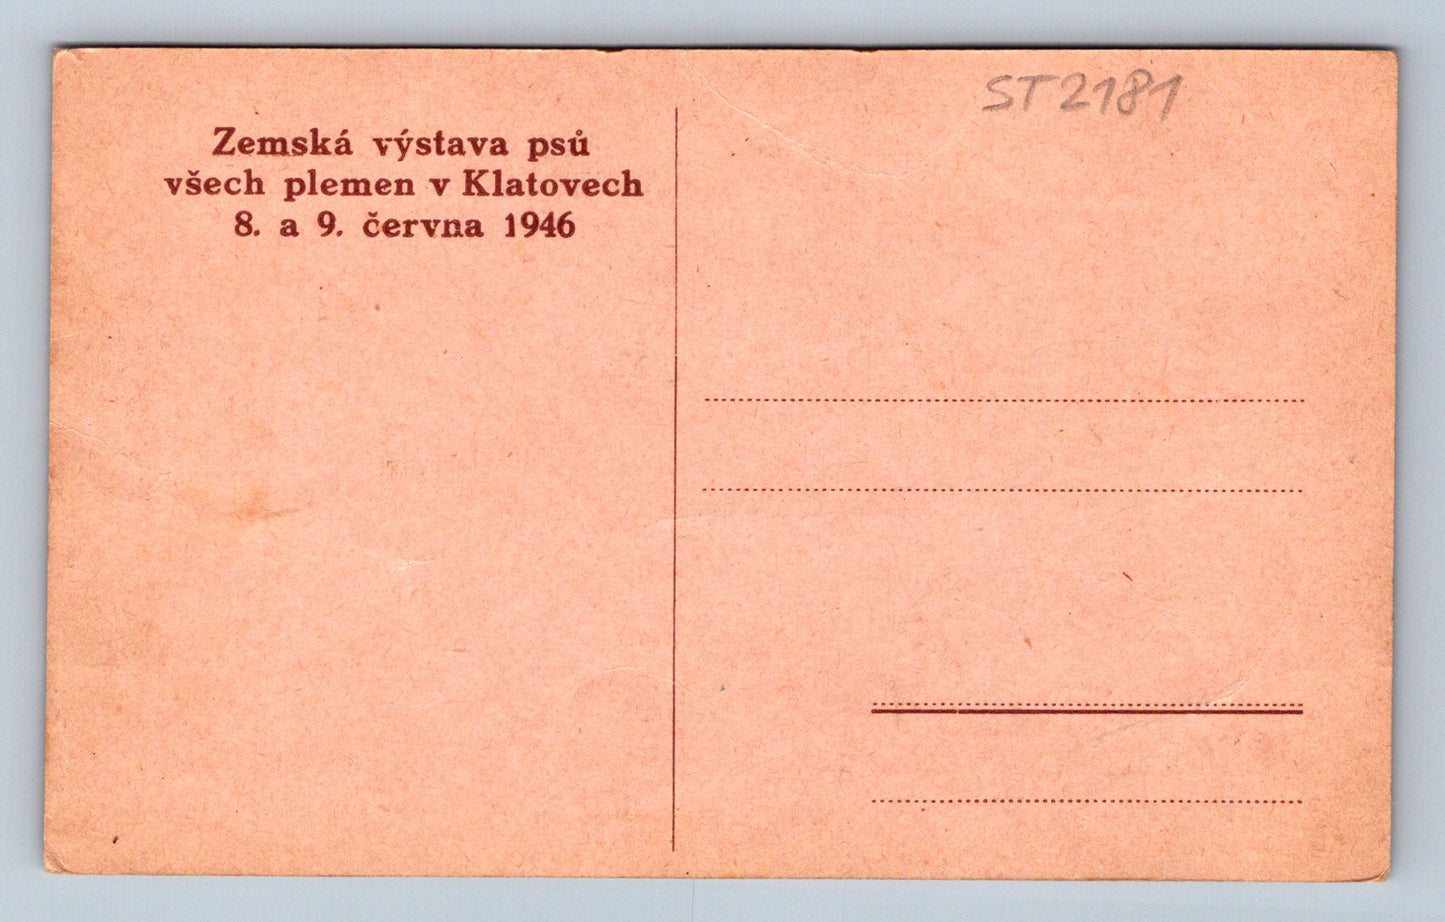 Zemská výstava psů
všech plemen v Klatovech
8. a 9. června 1946
ST2181